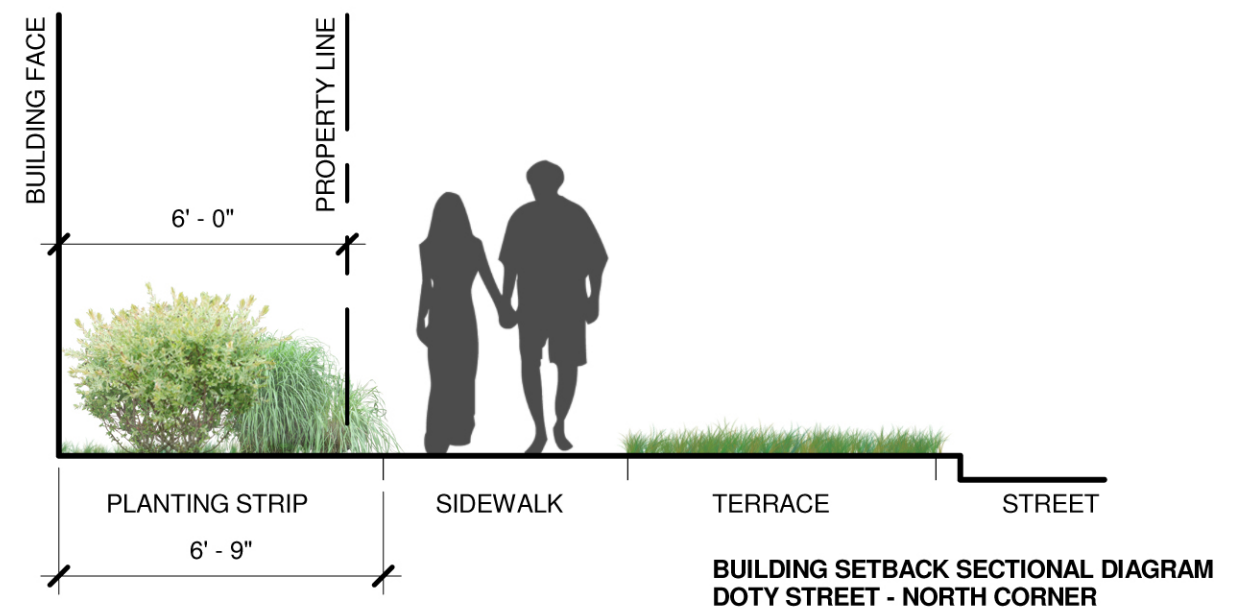 BUILDING FACE
PROPERTY LINE
6' - 0"
PLANTING STRIP
SIDEWALK
TERRACE
STREET
6' - 9"
BUILDING SETBACK SECTIONAL DIAGRAM
DOTY STREET - NORTH CORNER